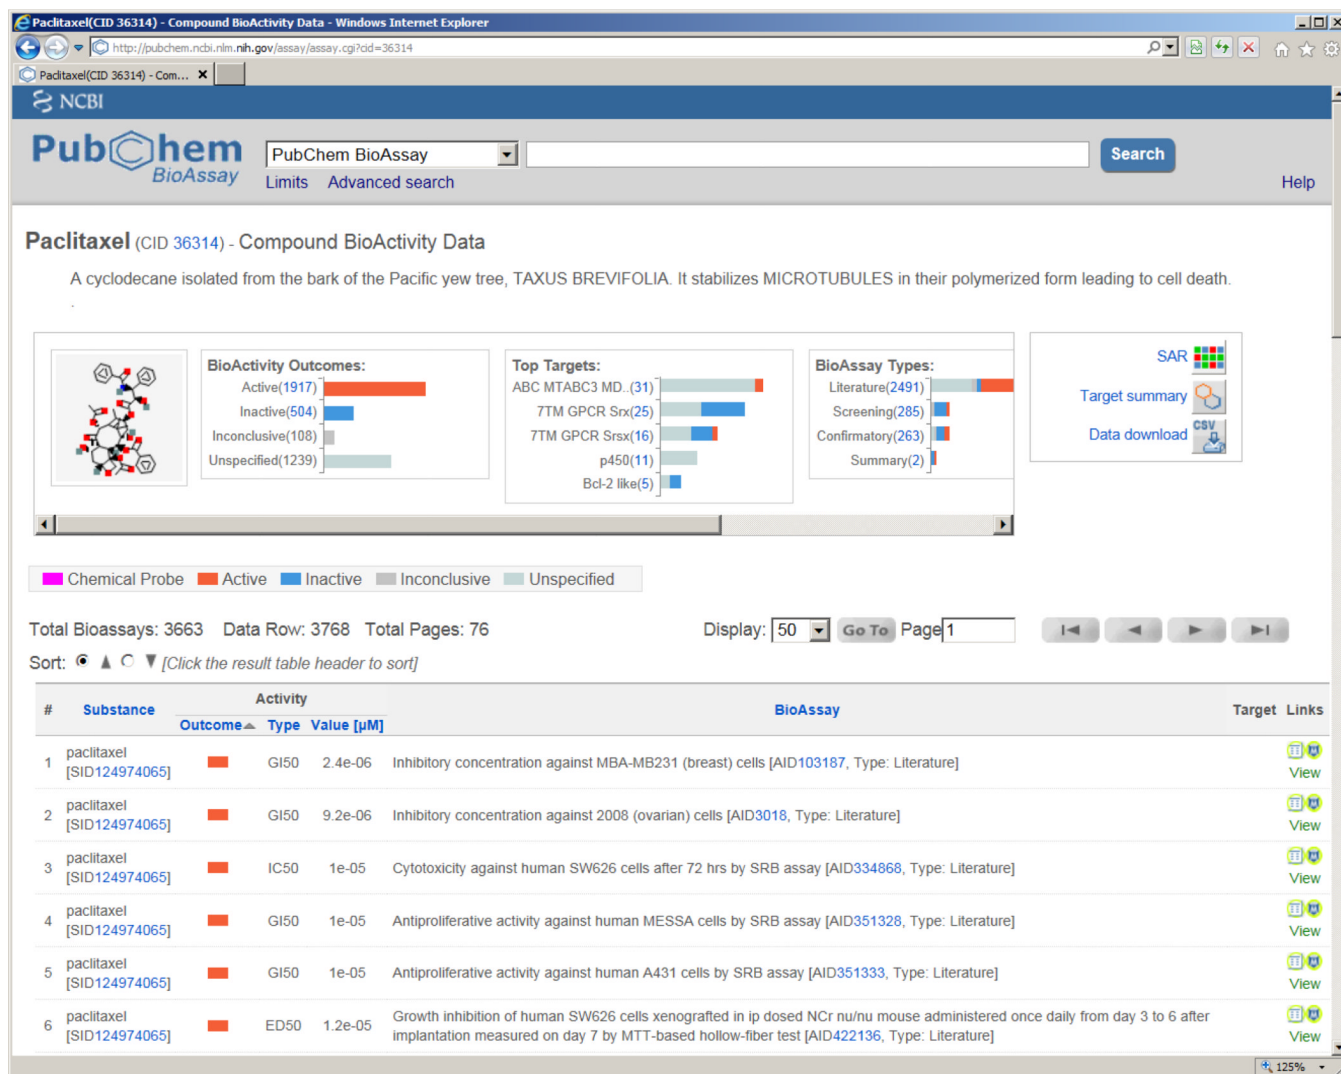 Paclitaxel(CID 36314) - Compound BioActivity Data - Windows Internet Explorer
http://pubchem.ncbi.nlm.nih.gov/assay/assay.cgi?cid=36314
Paclitaxel(CID 36314) - Com...
NCBI
PubChem BioAssay
PubChem BioAssay
Search
Limits Advanced search
Help
Paclitaxel (CID 36314) - Compound BioActivity Data
A cyclodecane isolated from the bark of the Pacific yew tree, TAXUS BREVIFOLIA. It stabilizes MICROTUBULES in their polymerized form leading to cell death.
.
BioActivity Outcomes:
Active(1917)
Inactive(504)
Inconclusive(108)
Unspecified(1239)
Top Targets:
ABC MTABC3 MD..(31)
7TM GPCR Srx(25)
7TM GPCR Srsx(16)
p450(11)
Bcl-2 like(5)
BioAssay Types:
Literature(2491)
Screening(285)
Confirmatory(263)
Summary(2)
SAR
Target summary
Data download
CSV
Chemical Probe Active Inactive Inconclusive Unspecified
Total Bioassays: 3663 Data Row: 3768 Total Pages: 76
Display: 50 Go To Page 1
Sort: [Click the result table header to sort]
# Substance Activity BioAssay Target Links
Outcome Type Value [µM]
1 paclitaxel [SID124974065] GI50 2.4e-06 Inhibitory concentration against MBA-MB231 (breast) cells [AID103187, Type: Literature] View
2 paclitaxel [SID124974065] GI50 9.2e-06 Inhibitory concentration against 2008 (ovarian) cells [AID3018, Type: Literature] View
3 paclitaxel [SID124974065] IC50 1e-05 Cytotoxicity against human SW626 cells after 72 hrs by SRB assay [AID334868, Type: Literature] View
4 paclitaxel [SID124974065] GI50 1e-05 Antiproliferative activity against human MESSA cells by SRB assay [AID351328, Type: Literature] View
5 paclitaxel [SID124974065] GI50 1e-05 Antiproliferative activity against human A431 cells by SRB assay [AID351333, Type: Literature] View
6 paclitaxel [SID124974065] ED50 1.2e-05 Growth inhibition of human SW626 cells xenografted in ip dosed NCr nu/nu mouse administered once daily from day 3 to 6 after
implantation measured on day 7 by MTT-based hollow-fiber test [AID422136, Type: Literature] View
125%